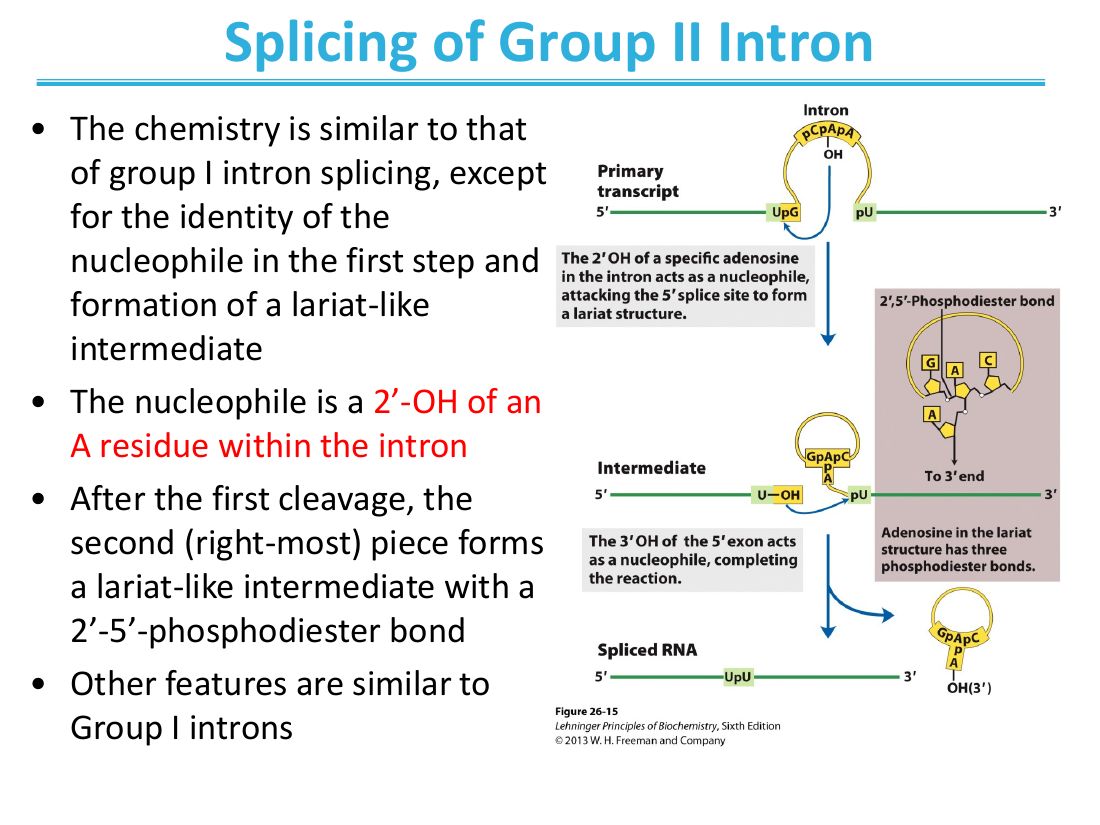 Splicing of Group II Intron
• The chemistry is similar to that
of group I intron splicing, except
for the identity of the
nucleophile in the first step and
formation of a lariat-like
intermediate
• The nucleophile is a 2’-OH of an
A residue within the intron
• After the first cleavage, the
second (right-most) piece forms
a lariat-like intermediate with a
2’-5’-phosphodiester bond
• Other features are similar to
Group I introns
Intron
pCpApA
OH
Primary
transcript
5′
UpG
pU
3′
The 2′ OH of a specific adenosine
in the intron acts as a nucleophile,
attacking the 5′ splice site to form
a lariat structure.
2′,5′-Phosphodiester bond
G
A
C
A
To 3′ end
Adenosine in the lariat
structure has three
phosphodiester bonds.
Intermediate
GpApC
p
A
5′
U–OH
pU
3′
The 3′ OH of the 5′ exon acts
as a nucleophile, completing
the reaction.
GpApC
p
A
OH(3′)
Spliced RNA
5′
UpU
3′
Figure 26-15
Lehninger Principles of Biochemistry, Sixth Edition
© 2013 W. H. Freeman and Company